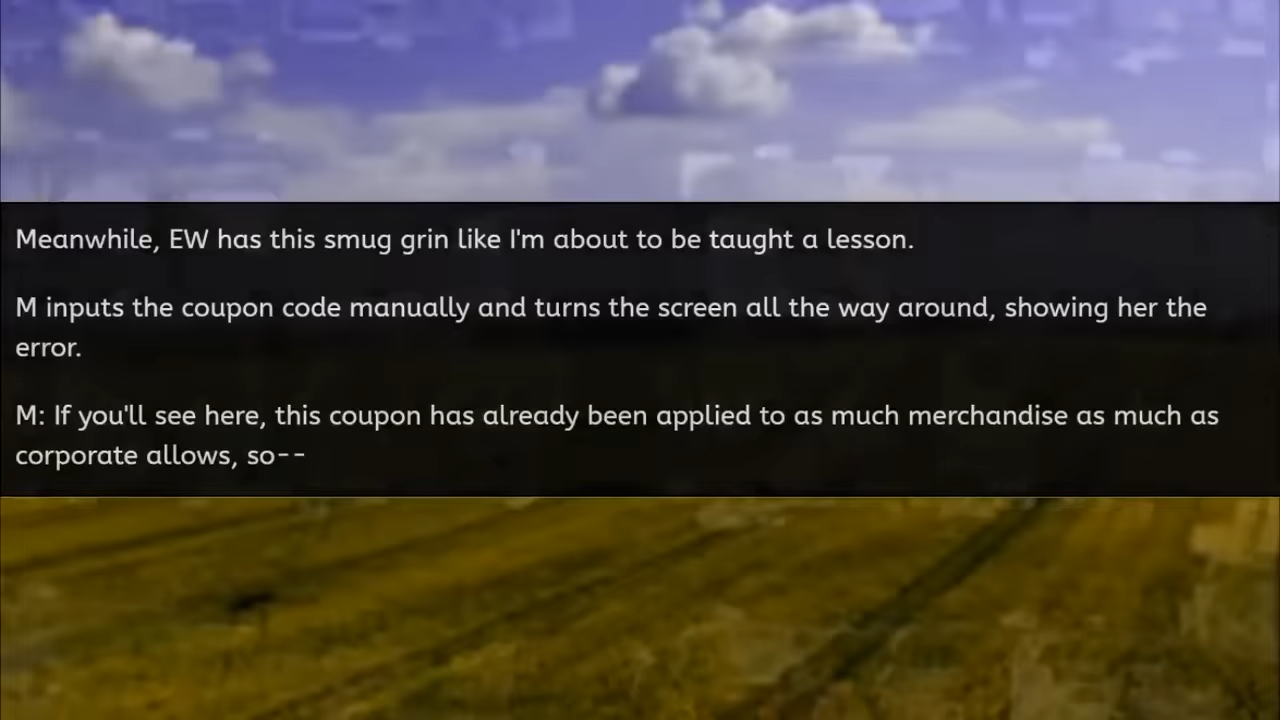 Meanwhile, EW has this smug grin like I'm about to be taught a lesson.
M inputs the coupon code manually and turns the screen all the way around, showing her the
error.
M: If you'll see here, this coupon has already been applied to as much merchandise as much as
corporate allows, so--